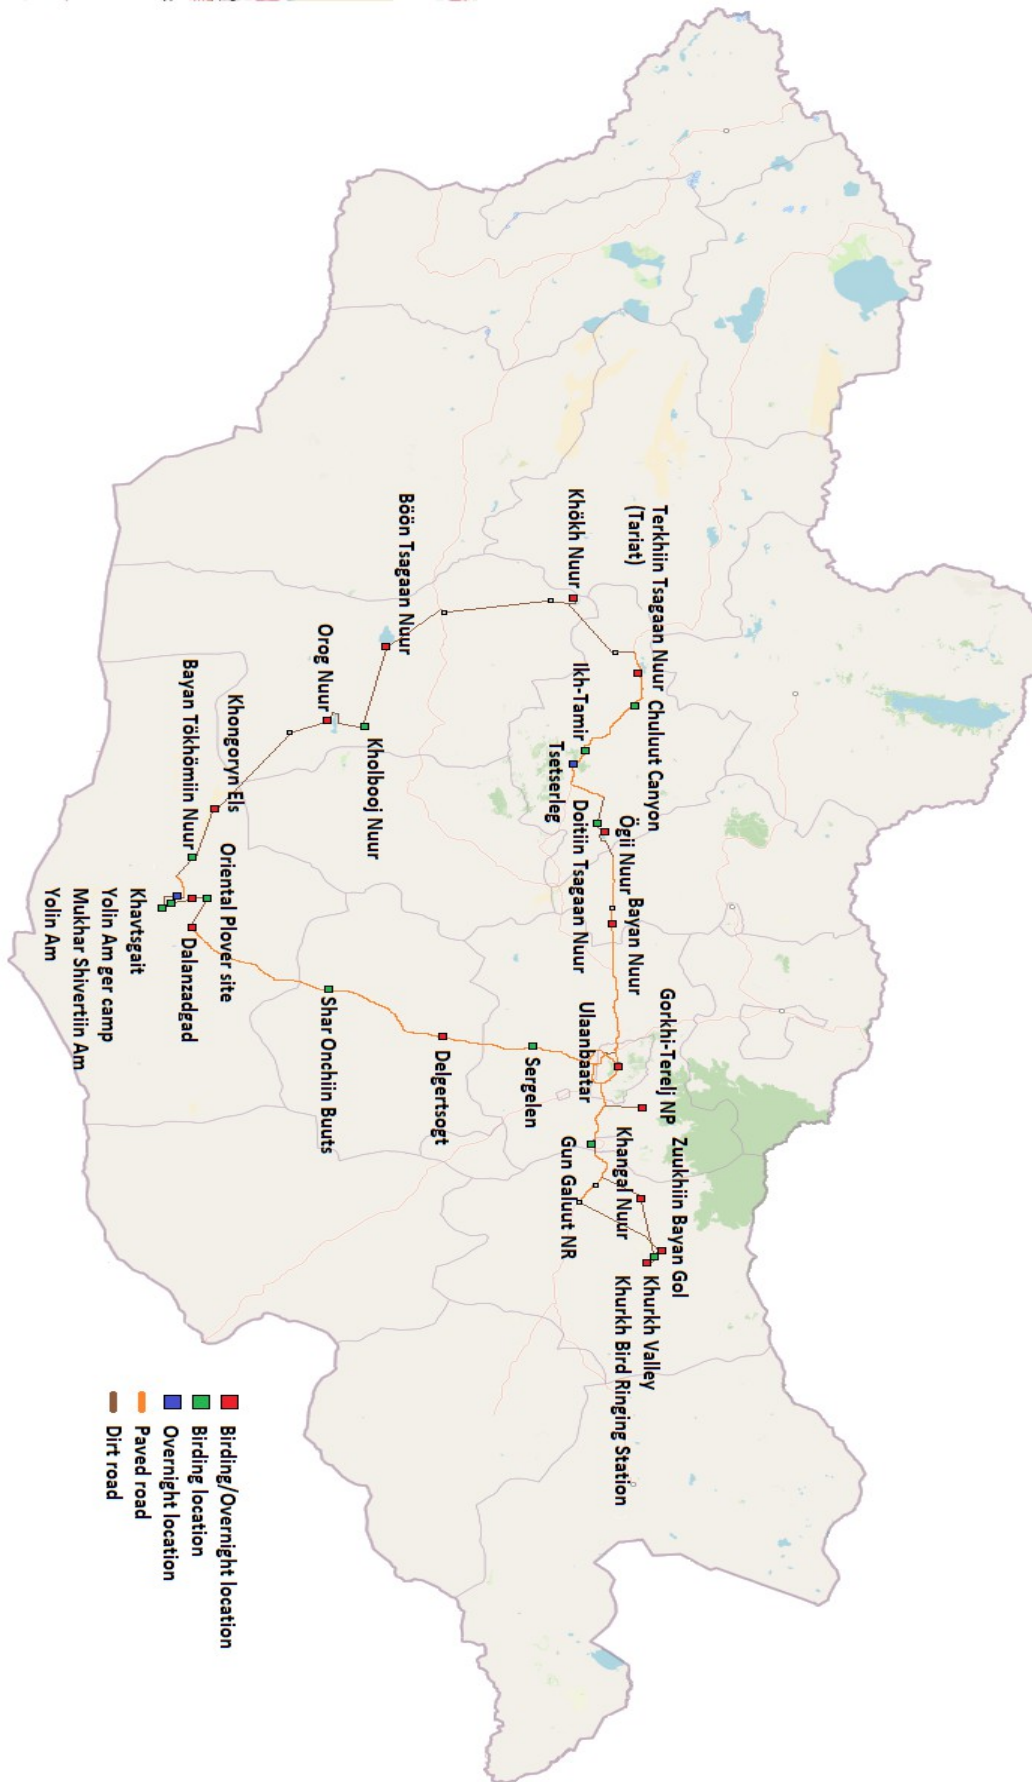 Terkhiin Tsagaan Nuur
(Tariat)
Chuluut Canyon
Khökh Nuur
Ikh-Tamir
Tsetserleg
Ögii Nuur
Doitiin Tsagaan Nuur
Bayan Nuur
Gorkhi-Terelj NP
Ulaanbaatar
Zuukhiin Bayan Gol
Khangal Nuur
Khurkh Valley
Khurkh Bird Ringing Station
Gun Galuut NR
Sergelen
Böön Tsagaan Nuur
Delgertsogt
Orog Nuur
Kholbooj Nuur
Shar Onchiin Buuts
Khongoryn Els
Oriental Plover site
Bayan Tökhömiin Nuur
Dalanzadgad
Khavtsgait
Yolin Am ger camp
Mukhar Shivertiin Am
Yolin Am
Birding/Overnight location
Birding location
Overnight location
Paved road
Dirt road